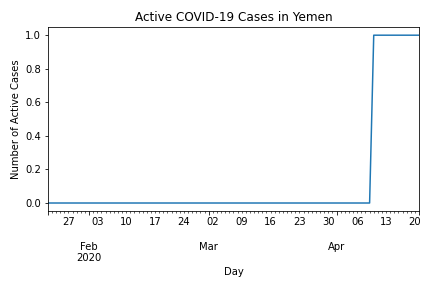 Active COVID-19 Cases in Yemen
Number of Active Cases
1.0
0.8
0.6
0.4
0.2
0.0
27 03 10 17 24 02 09 16 23 30 06 13 20
Feb Mar Apr
2020
Day